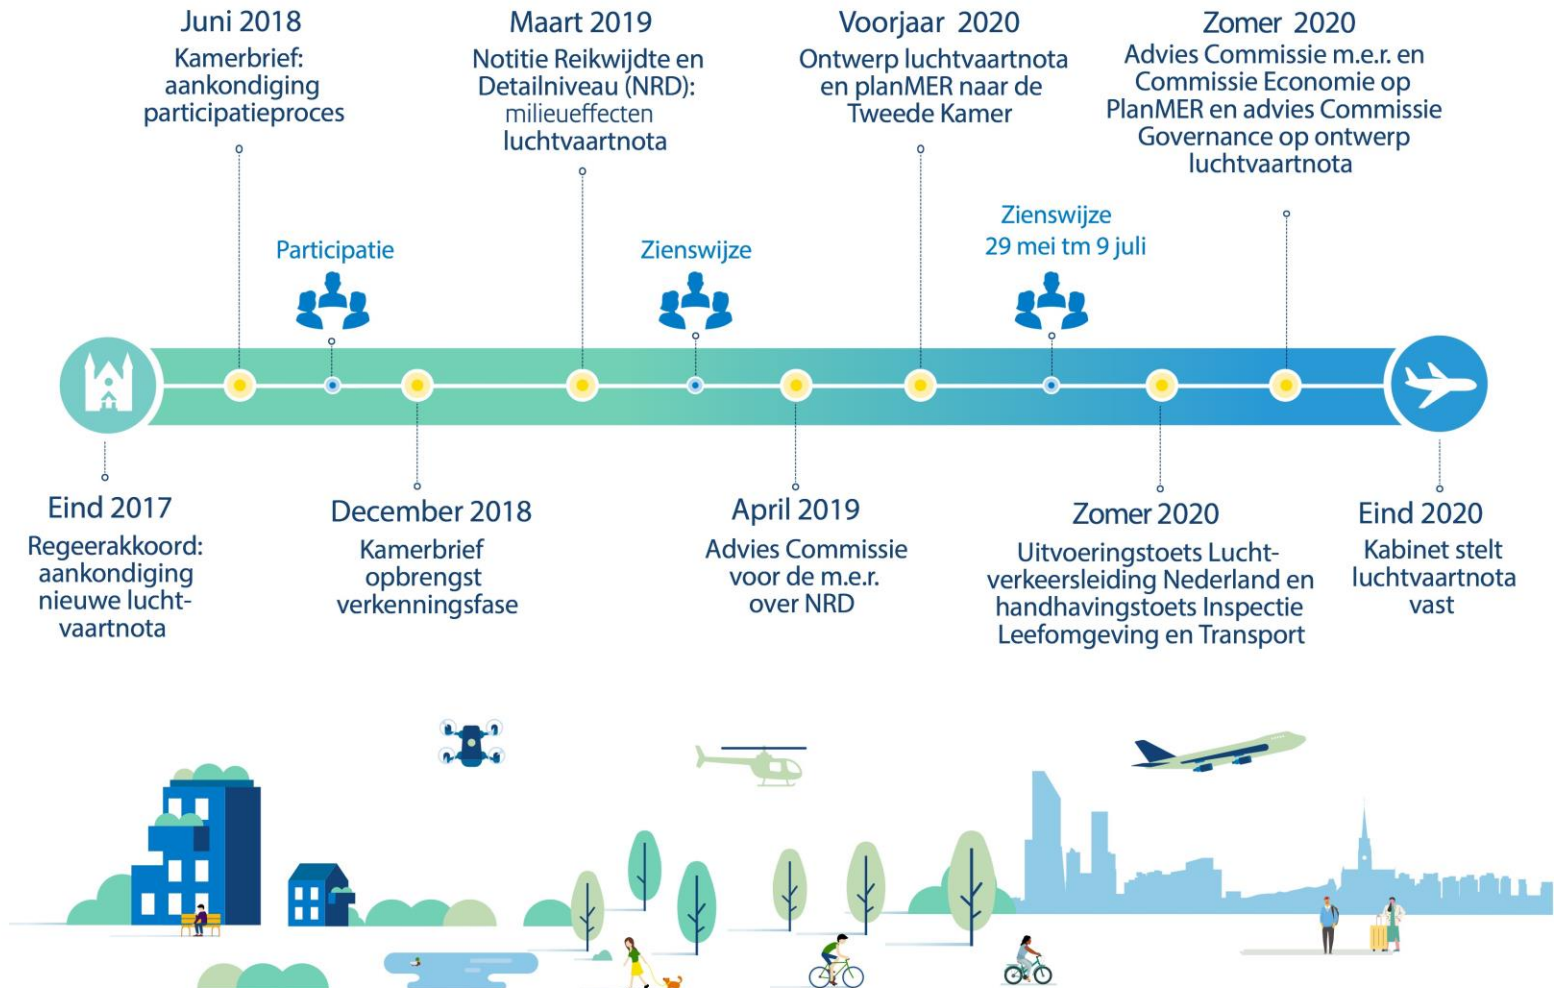 Juni 2018
Kamerbrief:
aankondiging
participatieproces
Maart 2019
Notitie Reikwijdte en
Detailniveau (NRD):
milieueffecten
luchtvaartnota
Voorjaar 2020
Ontwerp luchtvaartnota
en planMER naar de
Tweede Kamer
Zomer 2020
Advies Commissie m.e.r. en
Commissie Economie op
PlanMER en advies Commissie
Governance op ontwerp
luchtvaartnota
Participatie
Zienswijze
Zienswijze
29 mei tm 9 juli
Eind 2017
Regeerakkoord:
aankondiging
nieuwe lucht-
vaartnota
December 2018
Kamerbrief
opbrengst
verkenningsfase
April 2019
Advies Commissie
voor de m.e.r.
over NRD
Zomer 2020
Uitvoeringstoets Lucht-
verkeersleiding Nederland en
handhavingstoets Inspectie
Leefomgeving en Transport
Eind 2020
Kabinet stelt
luchtvaartnota
vast